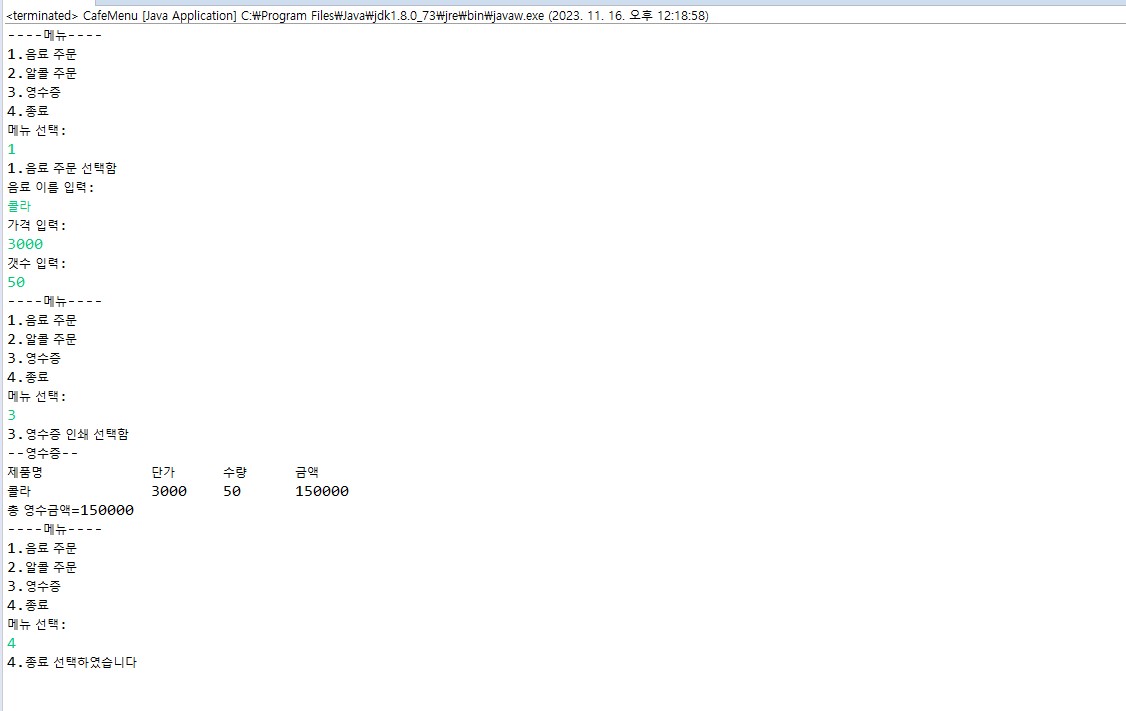 <terminated> CafeMenu [Java Application] C:₩Program Files₩Java₩jdk1.8.0_73₩jre₩bin₩javaw.exe (2023. 11. 16. 오후 12:18:58)
----메뉴----
1.음료 주문
2.알콜 주문
3.영수증
4.종료
메뉴 선택:
1
1.음료 주문 선택함
음료 이름 입력:
콜라
가격 입력:
3000
갯수 입력:
50
----메뉴----
1.음료 주문
2.알콜 주문
3.영수증
4.종료
메뉴 선택:
3
3.영수증 인쇄 선택함
--영수증--
제품명 단가 수량 금액
콜라 3000 50 150000
총 영수금액=150000
----메뉴----
1.음료 주문
2.알콜 주문
3.영수증
4.종료
메뉴 선택:
4
4.종료 선택하였습니다